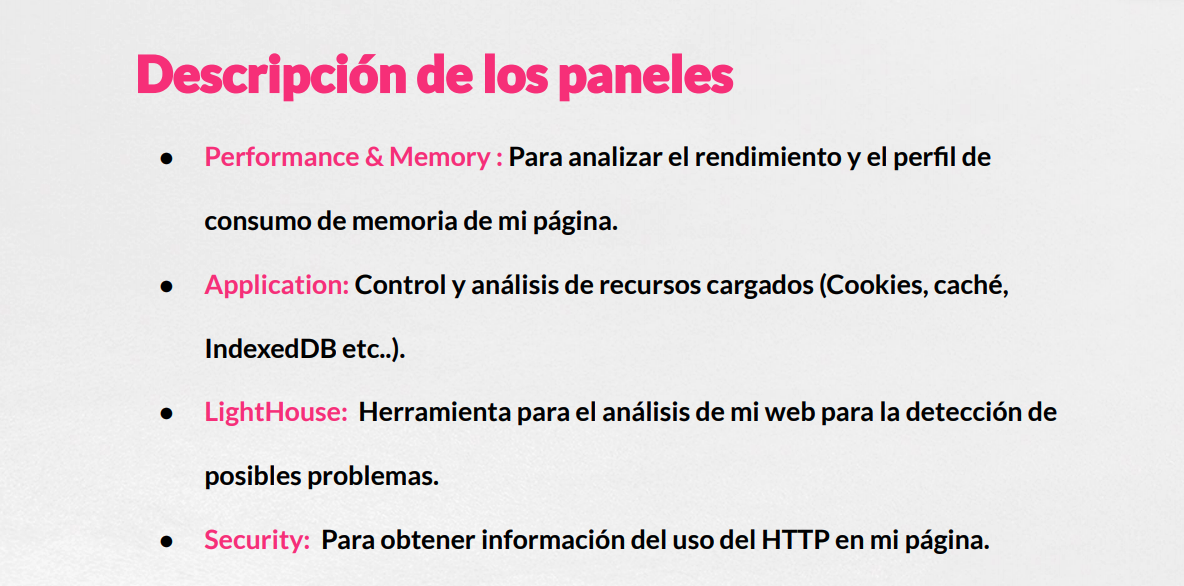 Descripción de los paneles
● Performance & Memory : Para analizar el rendimiento y el perfil de
consumo de memoria de mi página.
● Application: Control y análisis de recursos cargados (Cookies, caché,
IndexedDB etc..).
● LightHouse: Herramienta para el análisis de mi web para la detección de
posibles problemas.
● Security: Para obtener información del uso del HTTP en mi página.